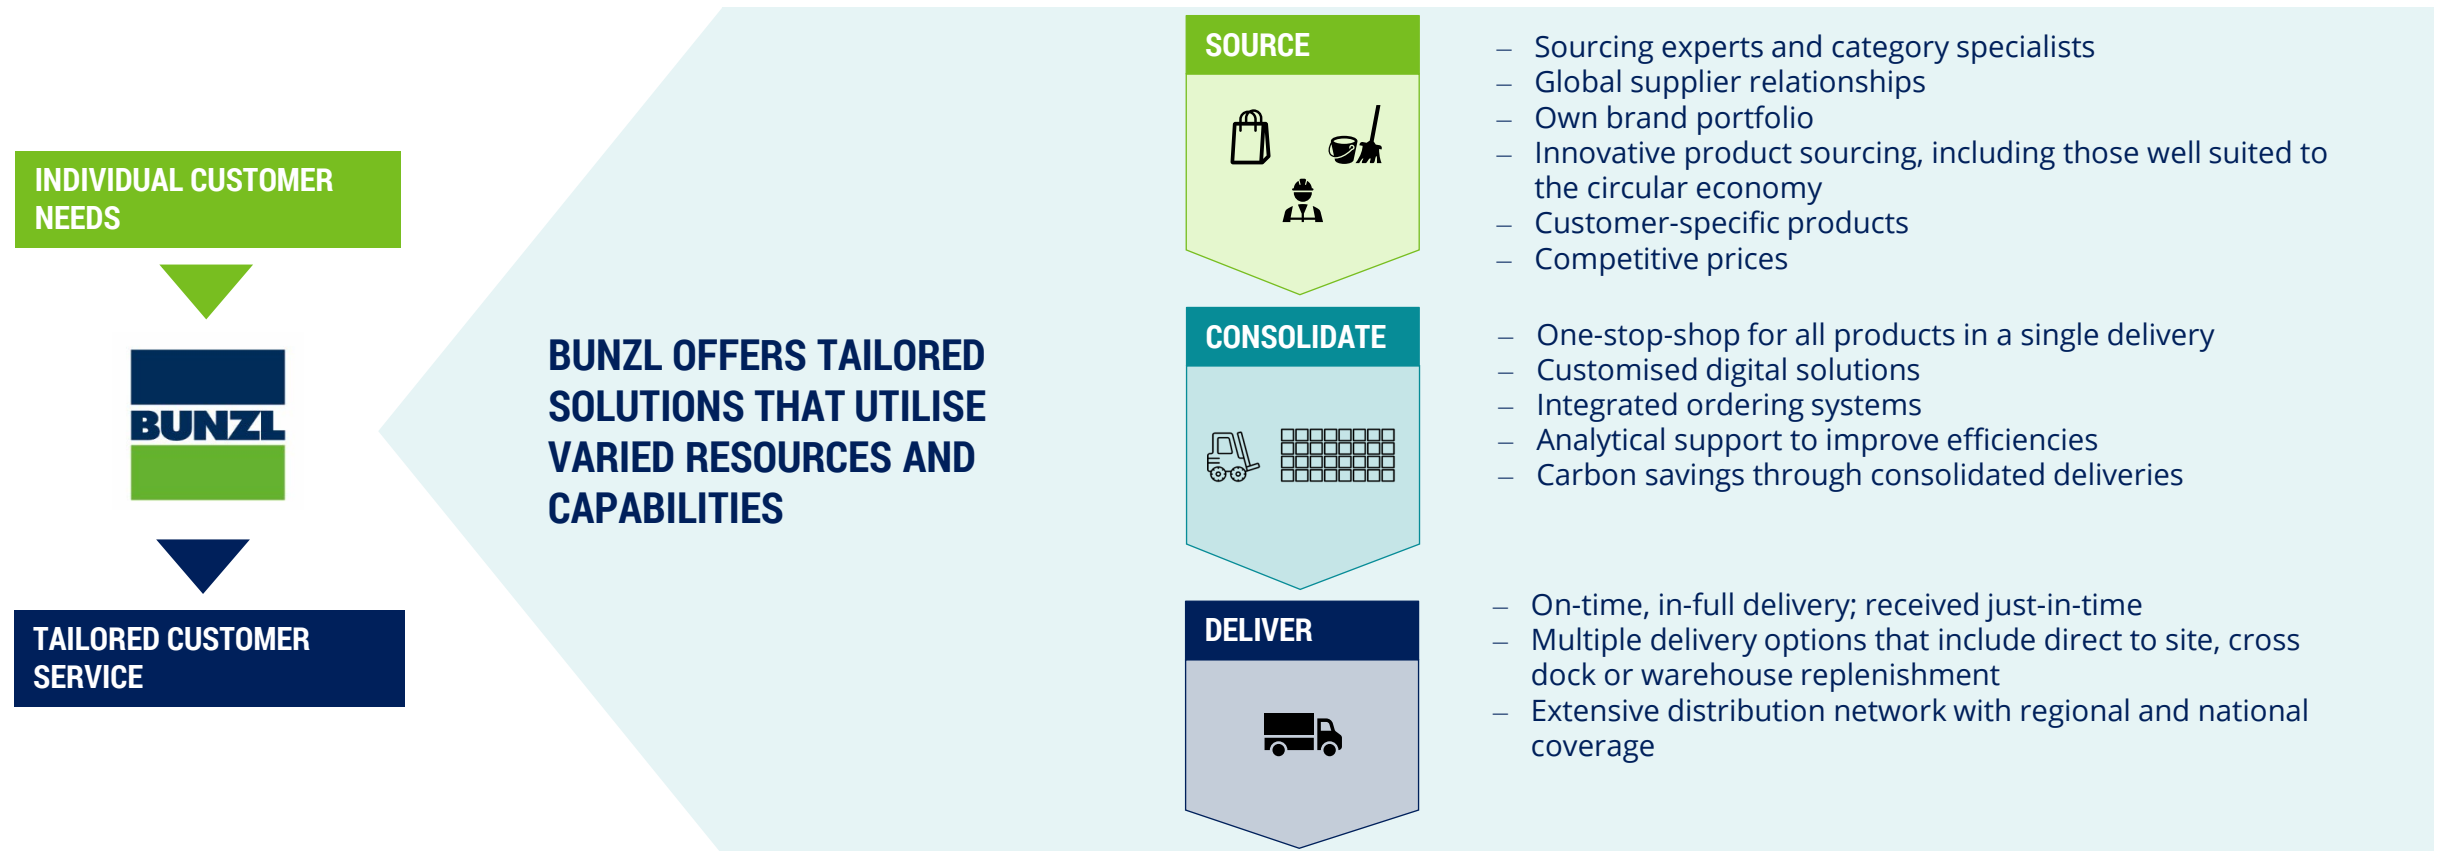 INDIVIDUAL CUSTOMER
NEEDS
BUNZL
TAILORED CUSTOMER
SERVICE
BUNZL OFFERS TAILORED
SOLUTIONS THAT UTILISE
VARIED RESOURCES AND
CAPABILITIES
SOURCE
– Sourcing experts and category specialists
– Global supplier relationships
– Own brand portfolio
– Innovative product sourcing, including those well suited to
the circular economy
– Customer-specific products
– Competitive prices
CONSOLIDATE
– One-stop-shop for all products in a single delivery
– Customised digital solutions
– Integrated ordering systems
– Analytical support to improve efficiencies
– Carbon savings through consolidated deliveries
DELIVER
– On-time, in-full delivery; received just-in-time
– Multiple delivery options that include direct to site, cross
dock or warehouse replenishment
– Extensive distribution network with regional and national
coverage